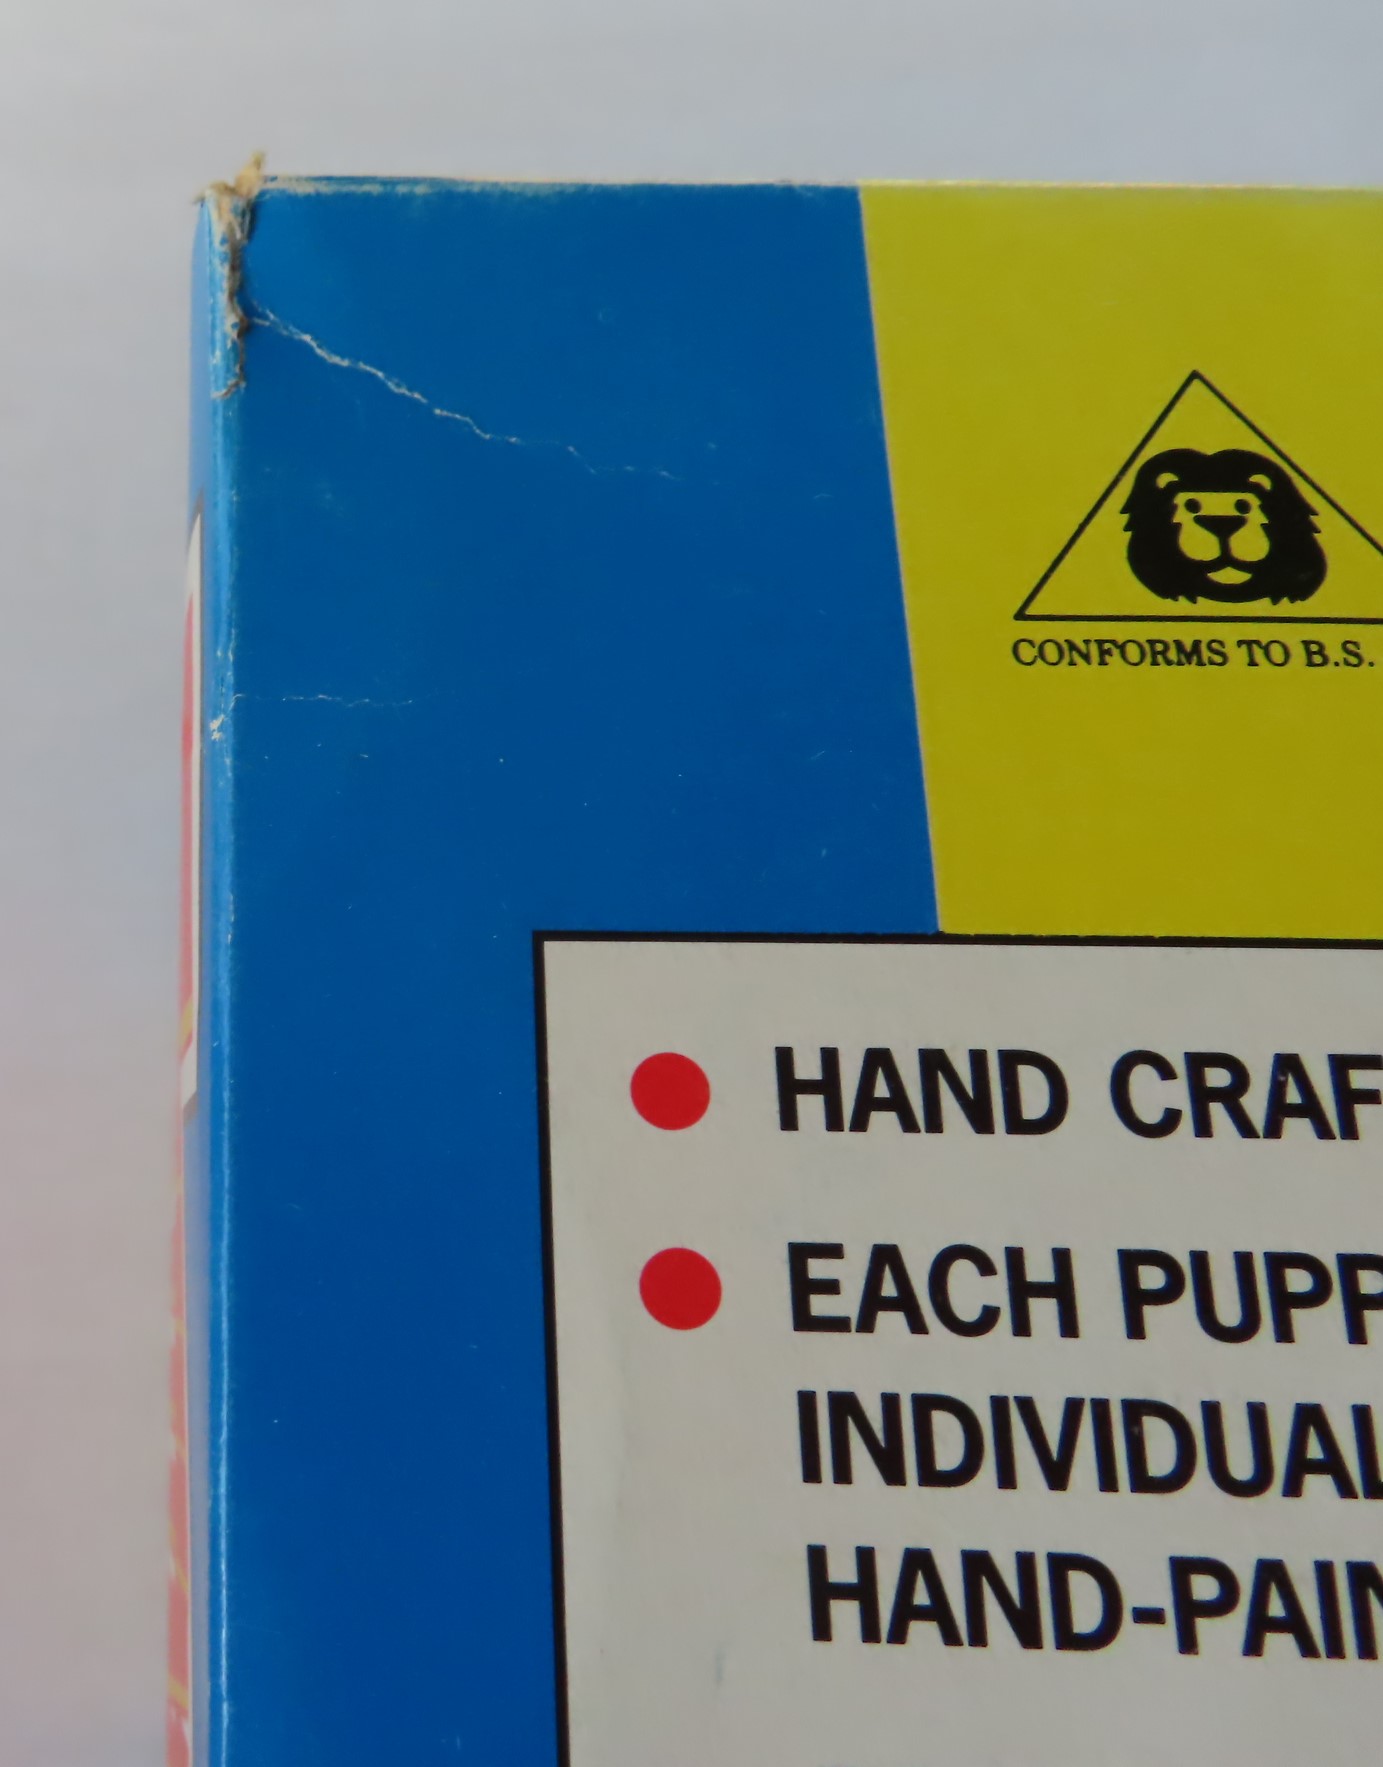 CONFORMS TO B.S.
HAND CRAF
EACH PUPP
INDIVIDUAL
HAND-PAIN